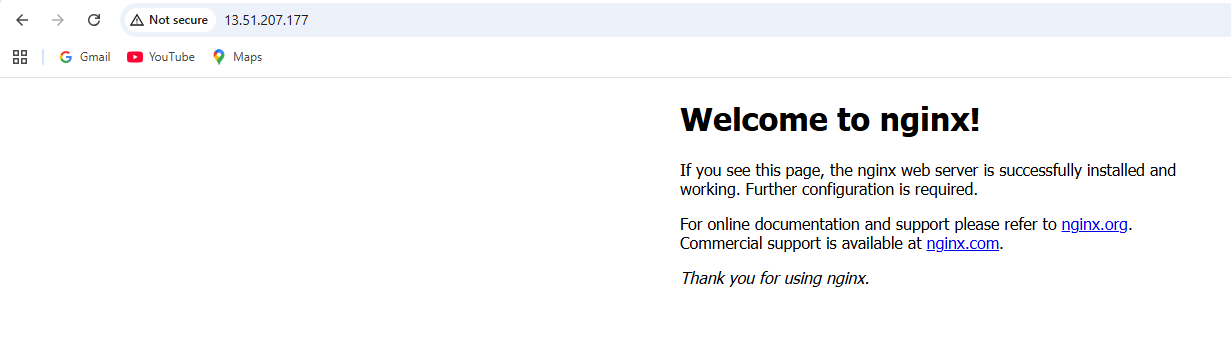 Not secure 13.51.207.177
Gmail YouTube Maps
Welcome to nginx!
If you see this page, the nginx web server is successfully installed and
working. Further configuration is required.
For online documentation and support please refer to nginx.org.
Commercial support is available at nginx.com.
Thank you for using nginx.